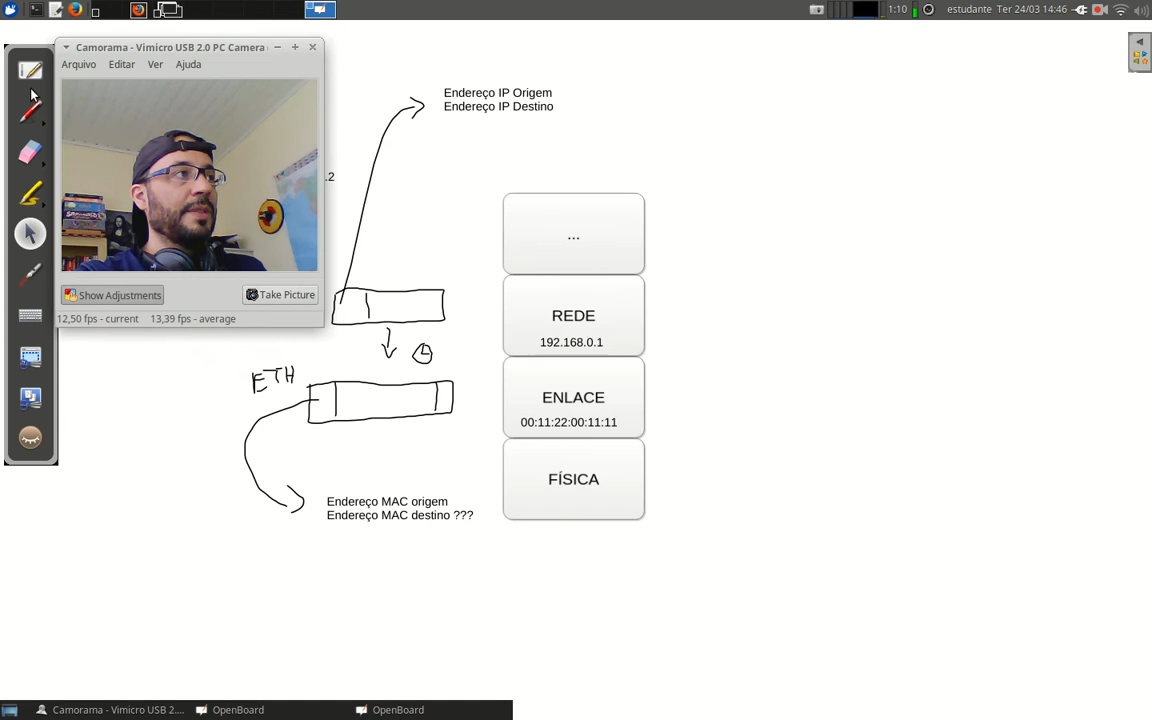 1:10
estudante Ter 24/03 14:46
Camorama - Vimicro USB 2.0 PC Camera
Arquivo Editar Ver Ajuda
.2
Show Adjustments
Take Picture
12,50 fps - current 13,39 fps - average
Endereço IP Origem
Endereço IP Destino
...
REDE
192.168.0.1
ETH
ENLACE
00:11:22:00:11:11
FÍSICA
Endereço MAC origem
Endereço MAC destino ???
Camorama - Vimicro USB 2....
OpenBoard
OpenBoard